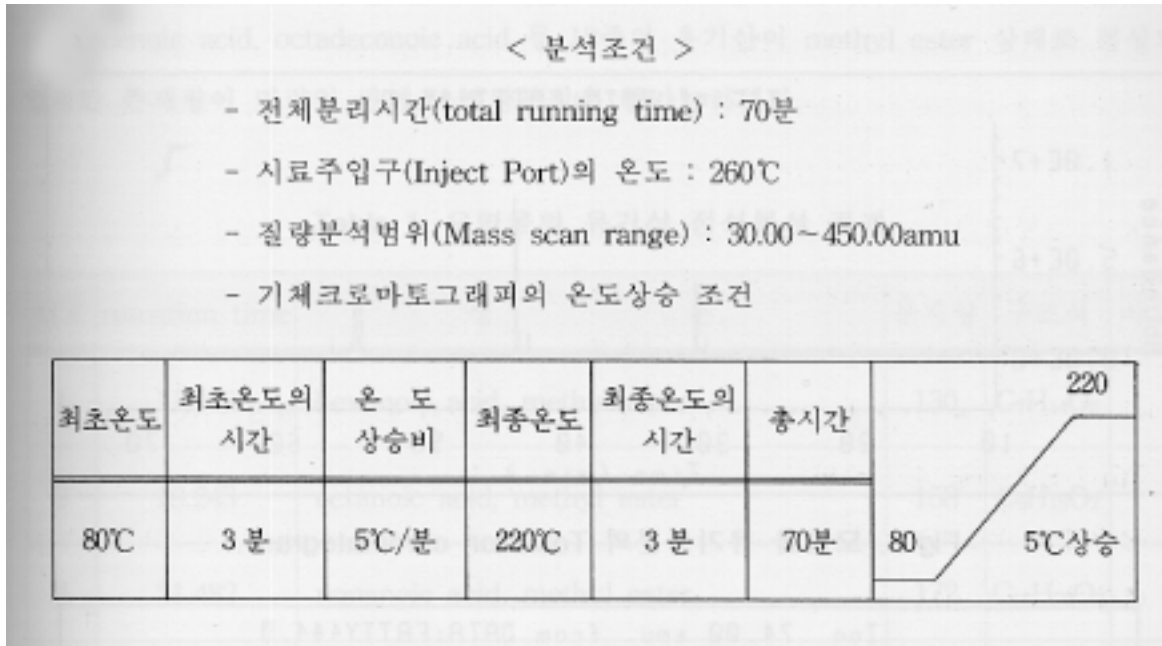 < 분석조건 >
- 전체분리시간(total running time) : 70분
- 시료주입구(Inject Port)의 온도 : 260℃
- 질량분석범위(Mass scan range) : 30.00-450.00amu
- 기체크로마토그래피의 온도상승 조건
최초온도 최초온도의 시간 온 도 상승비 최종온도 최종온도의 시간 총시간
80℃ 3 분 5℃/분 220℃ 3 분 70분
220
80 5℃상승